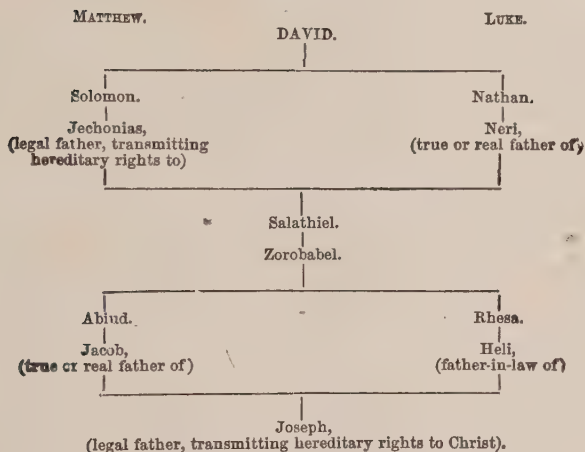 MATTHEW. LUKE.
DAVID.
Solomon. Nathan.
Jechonias, Neri,
(legal father, transmitting (true or real father of)
hereditary rights to)
Salathiel.
Zorobabel.
Abiud. Rhesa.
Jacob, Heli,
(true or real father of) (father-in-law of)
Joseph,
(legal father, transmitting hereditary rights to Christ).